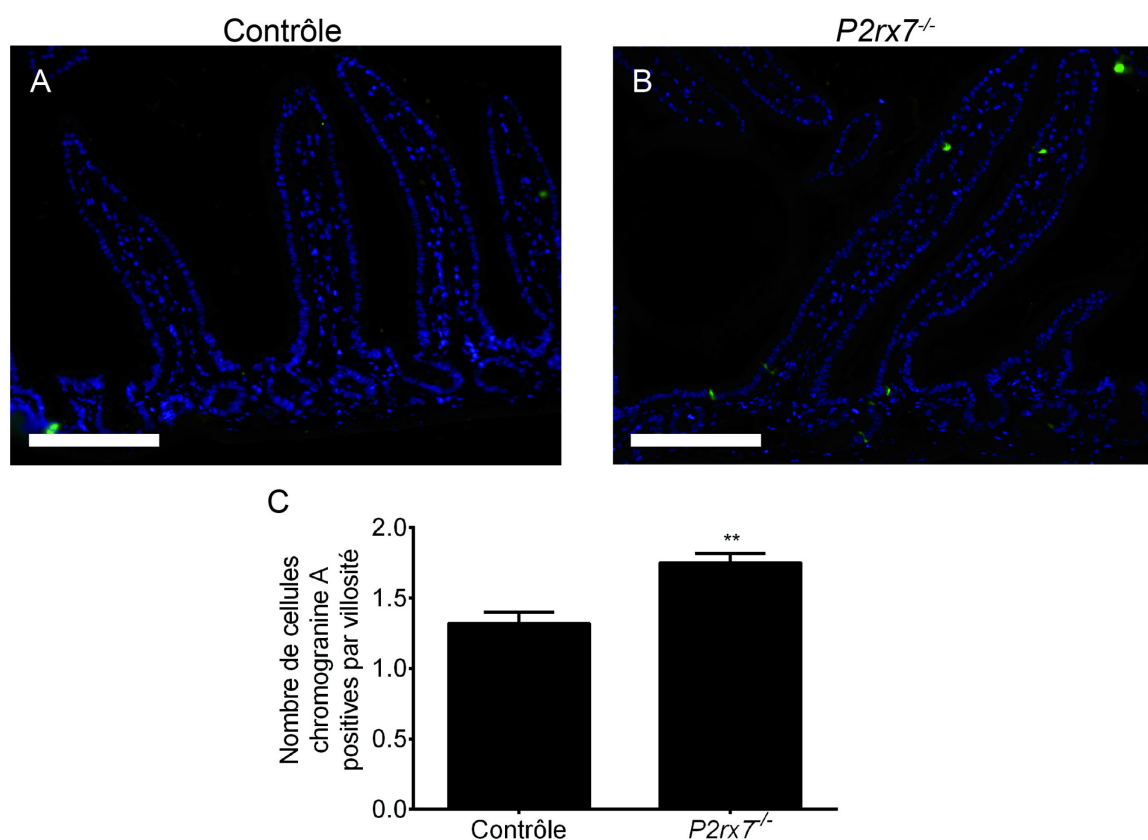 Contrôle
P2rx7-/-
A
B
C
Nombre de cellules
chromogranine A
positives par villosité
2.0
1.5
1.0
0.5
0.0
**
Contrôle
P2rx7-/-